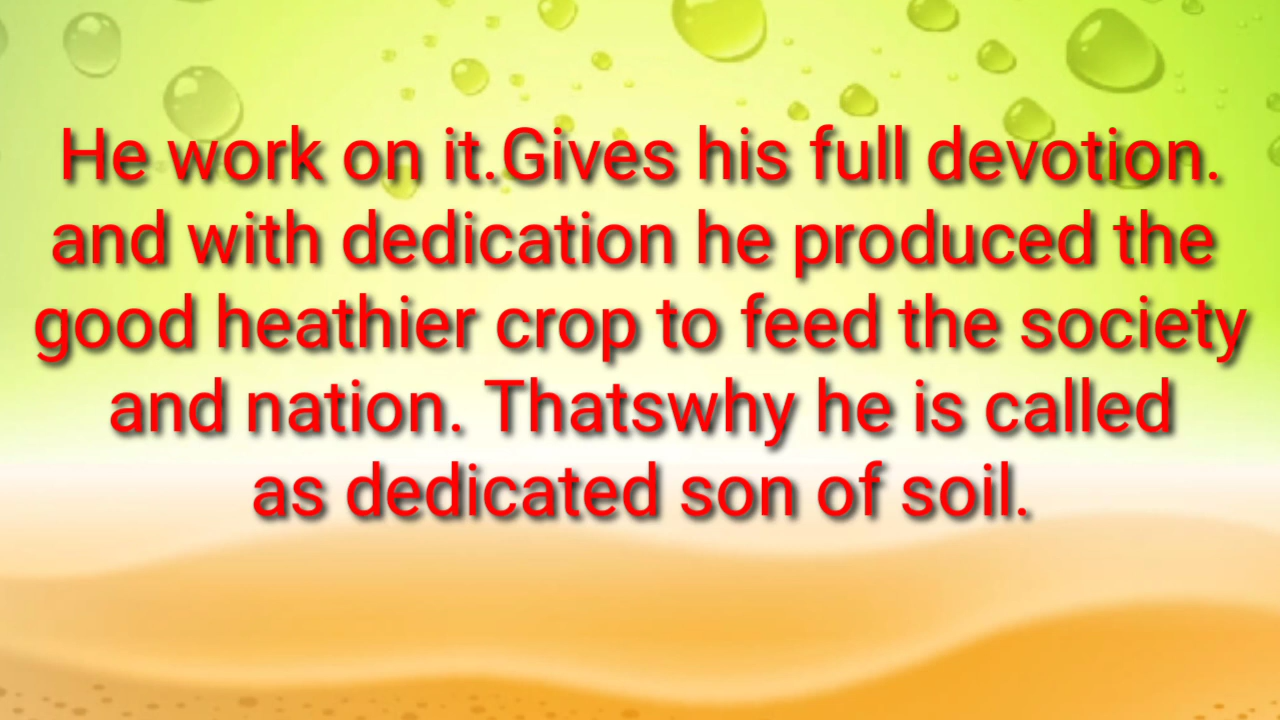 He work on it.Gives his full devotion.
and with dedication he produced the
good heathier crop to feed the society
and nation. Thatswhy he is called
as dedicated son of soil.